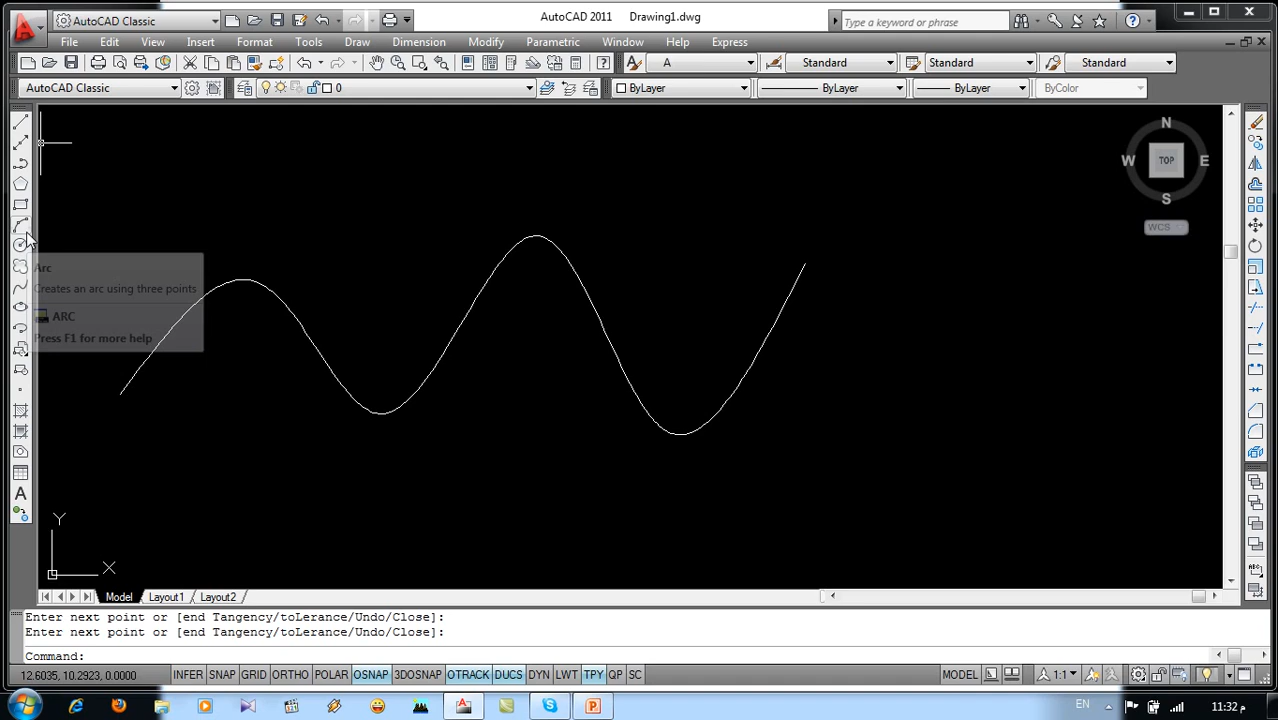 AutoCAD Classic AutoCAD 2011 Drawing1.dwg Type a keyword or phrase
File Edit View Insert Format Tools Draw Dimension Modify Parametric Window Help Express
A Standard Standard Standard
AutoCAD Classic 0 ByLayer ByLayer ByLayer ByColor
N
W TOP E
S
WCS
Arc
Creates an arc using three points
ARC
Press F1 for more help
A
Y
X
Model Layout1 Layout2
Enter next point or [end Tangency/toLerance/Undo/Close]:
Enter next point or [end Tangency/toLerance/Undo/Close]:
Command:
12.6035, 10.2923, 0.0000 INFER SNAP GRID ORTHO POLAR OSNAP 3DOSNAP OTRACK DUCS DYN LWT TPY QP SC MODEL 1:1
EN 11:32 م